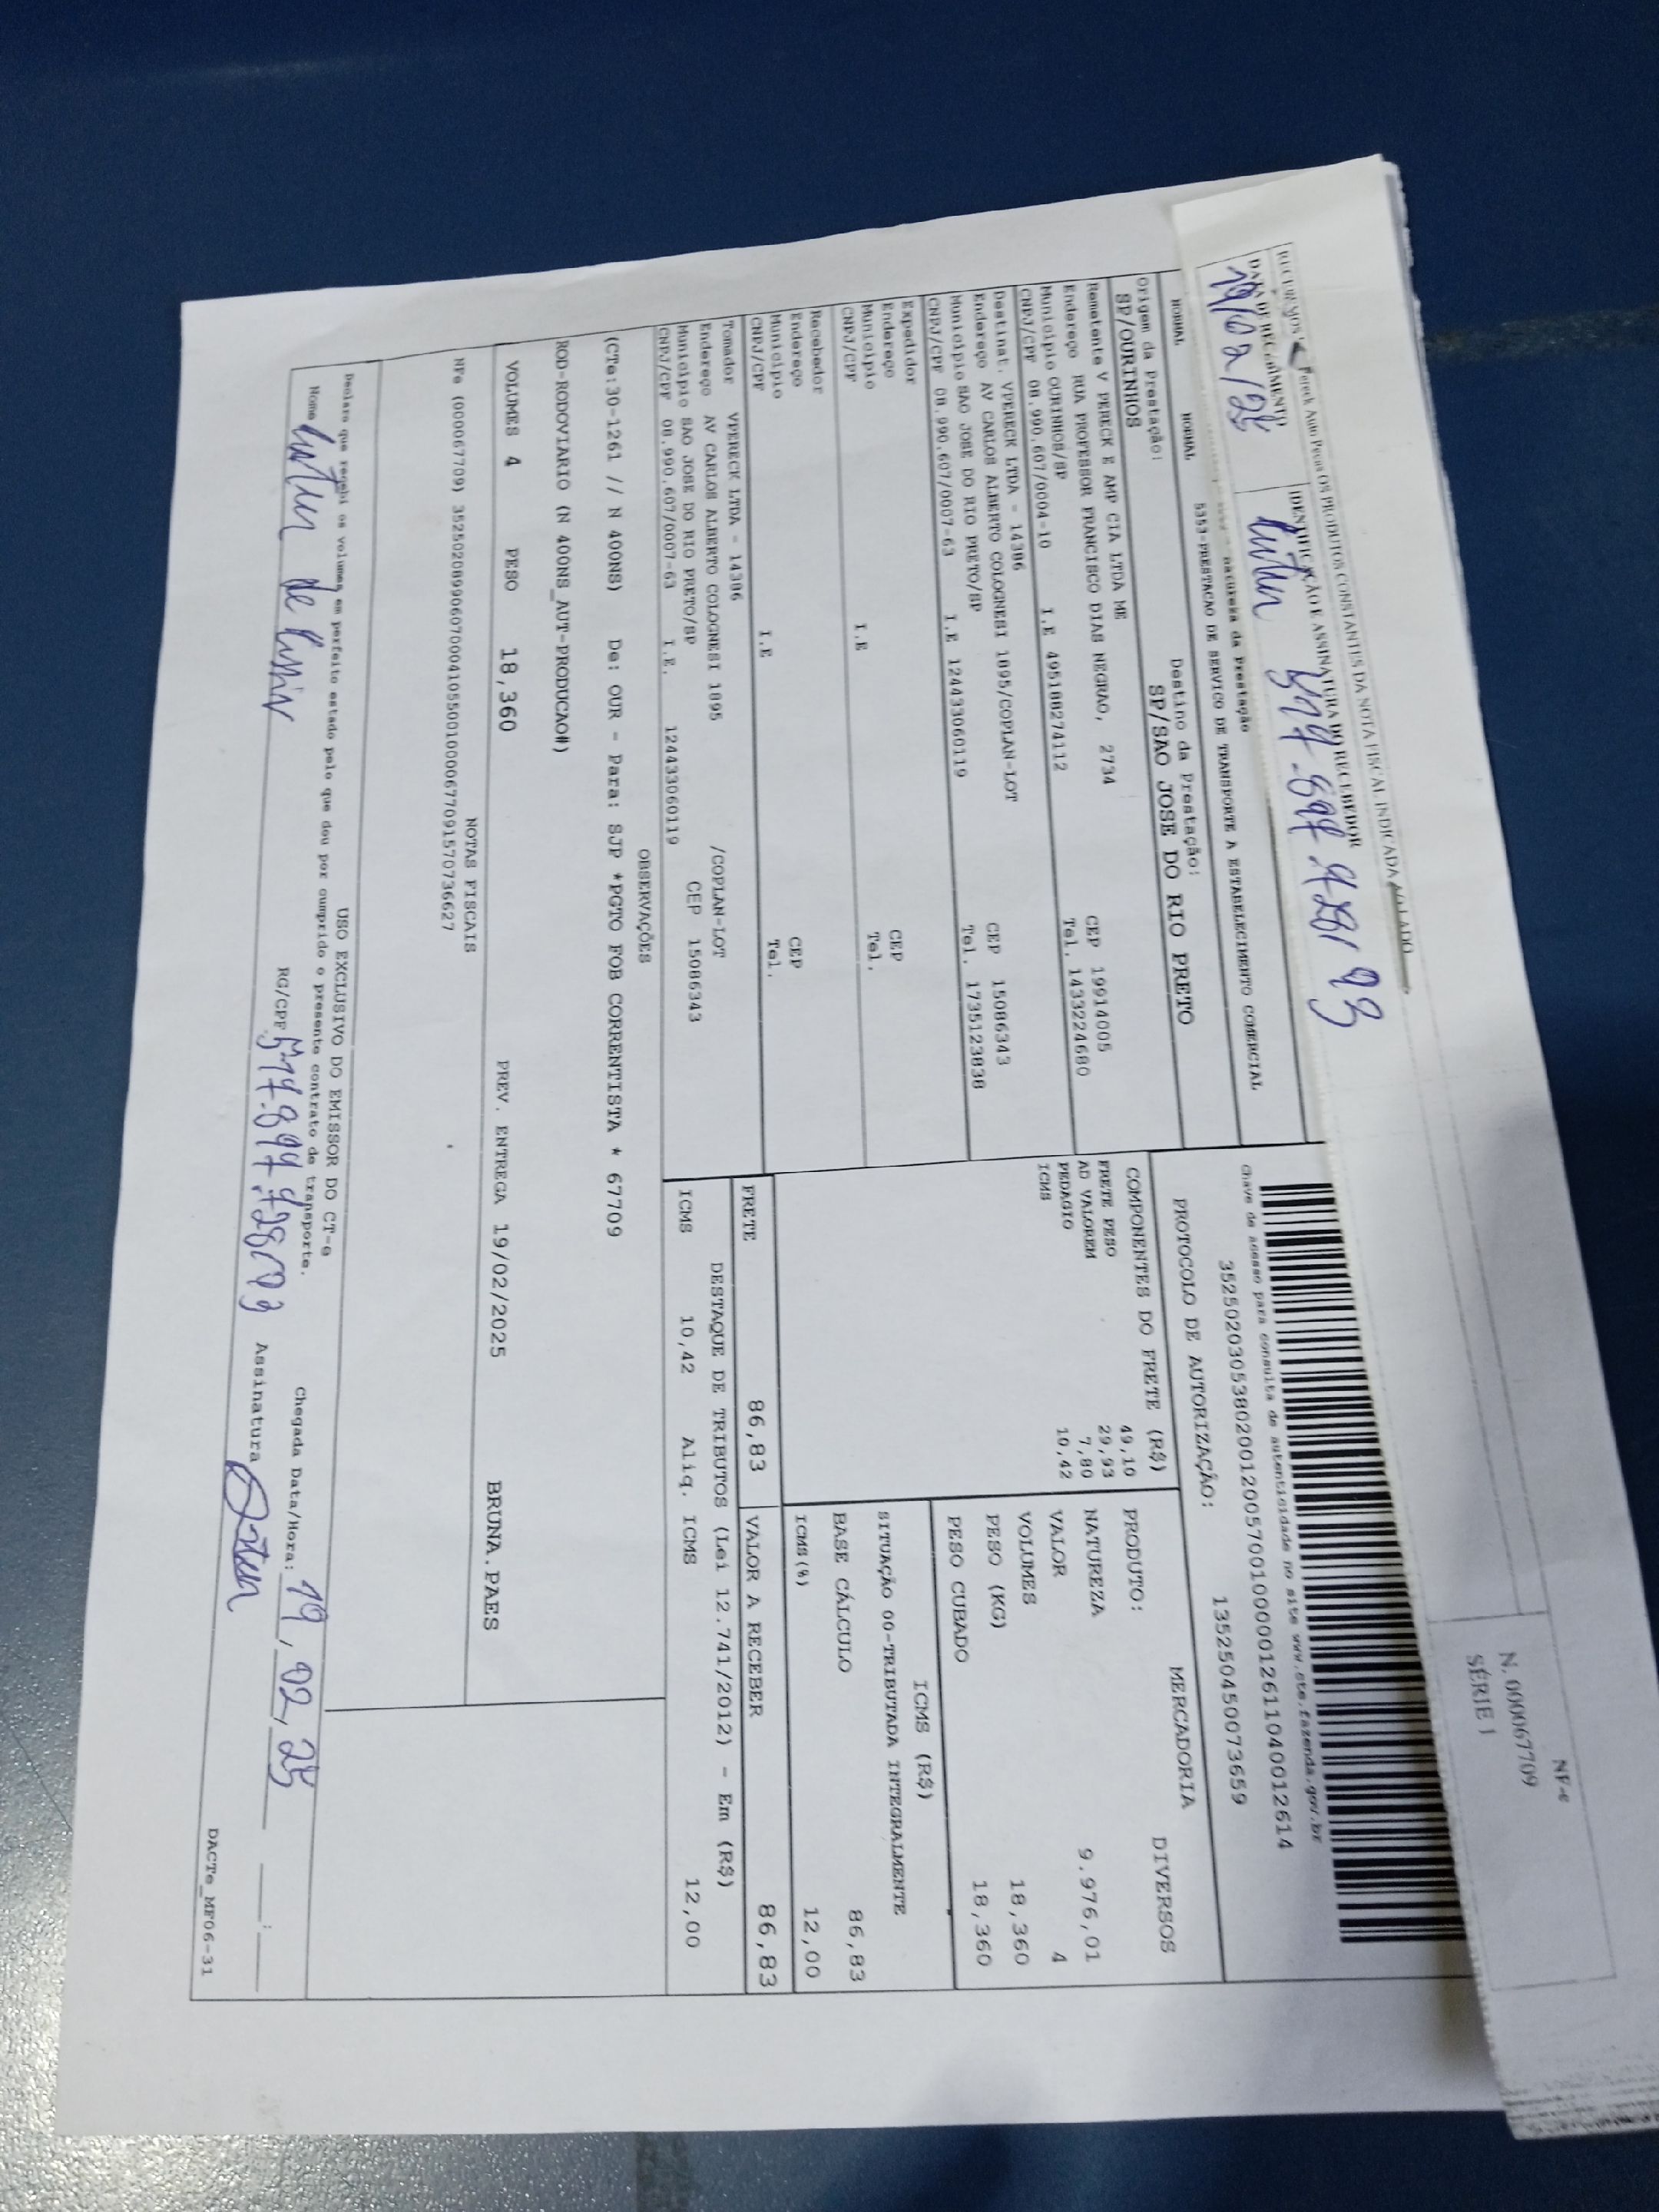 Pereck Auto Pecas OS PRODUTOS CONSTANTES DA NOTA FISCAL INDICADA AO LADO
DATA DE RECEBIMENTO
IDENTIFICAÇÃO E ASSINATURA DO RECEBEDOR
19/02/25
NF-e
N. 000067709
SÉRIE 1
natureza da Prestação
NORMAL NORMAL 5353-PRESTACAO DE SERVICO DE TRANSPORTE A ESTABELECIMENTO COMERCIAL
Chave de acesso para consulta de autenticidade no site www.cte.fazenda.gov.br
35250203053802001200570010000012611040012614
PROTOCOLO DE AUTORIZAÇÃO: 135250450073659
Origem da Prestação: Destino da Prestação:
SP/OURINHOS SP/SAO JOSE DO RIO PRETO
Remetente V PERECK E AMP CIA LTDA ME
Endereço RUA PROFESSOR FRANCISCO DIAS NEGRAO, 2734 CEP 19914005
Município OURINHOS/SP Tel. 1433224680
CNPJ/CPF 08.990.607/0004-10 I.E 495188274112
Destinat. VPERECK LTDA - 14386
Endereço AV CARLOS ALBERTO COLOGNESI 1895/COPLAN-LOT CEP 15086343
Município SAO JOSE DO RIO PRETO/SP Tel. 1735123838
CNPJ/CPF 08.990.607/0007-63 I.E 124433060119
Expedidor
Endereço CEP
Município Tel.
CNPJ/CPF I.E
Recebedor
Endereço CEP
Município Tel.
CNPJ/CPF I.E
Tomador VPERECK LTDA - 14386
Endereço AV CARLOS ALBERTO COLOGNESI 1895 /COPLAN-LOT
Município SAO JOSE DO RIO PRETO/SP CEP 15086343
CNPJ/CPF 08.990.607/0007-63 I.E. 124433060119
COMPONENTES DO FRETE (R$)
FRETE PESO 49,10
AD VALOREM 29,93
PEDAGIO 7,80
ICMS 10,42
MERCADORIA
PRODUTO: DIVERSOS
NATUREZA
VALOR 9.976,01
VOLUMES 4
PESO (KG) 18,360
PESO CUBADO 18,360
ICMS (R$)
SITUAÇÃO 00-TRIBUTADA INTEGRALMENTE
BASE CÁLCULO 86,83
ICMS(%) 12,00
FRETE 86,83 VALOR A RECEBER 86,83
DESTAQUE DE TRIBUTOS (Lei 12.741/2012) - Em (R$)
ICMS 10,42 Aliq. ICMS 12,00
OBSERVAÇÕES
(CTe:30-1261 // N 400NS) De: OUR - Para: SJP *PGTO FOB CORRENTISTA * 67709
ROD-RODOVIARIO (N 400NS_AUT-PRODUCAO#)
VOLUMES 4 PESO 18,360 PREV. ENTREGA 19/02/2025 BRUNA.PAES
NOTAS FISCAIS
NFe (000067709) 35250208990607000410550010000677091570736627
USO EXCLUSIVO DO EMISSOR DO CT-e
Declaro que recebi os volumes em perfeito estado pelo que dou por cumprido o presente contrato de transporte.
Nome RG/CPF Chegada Data/Hora: 19, 02, 25 :
Assinatura
DACTe_MF06-31